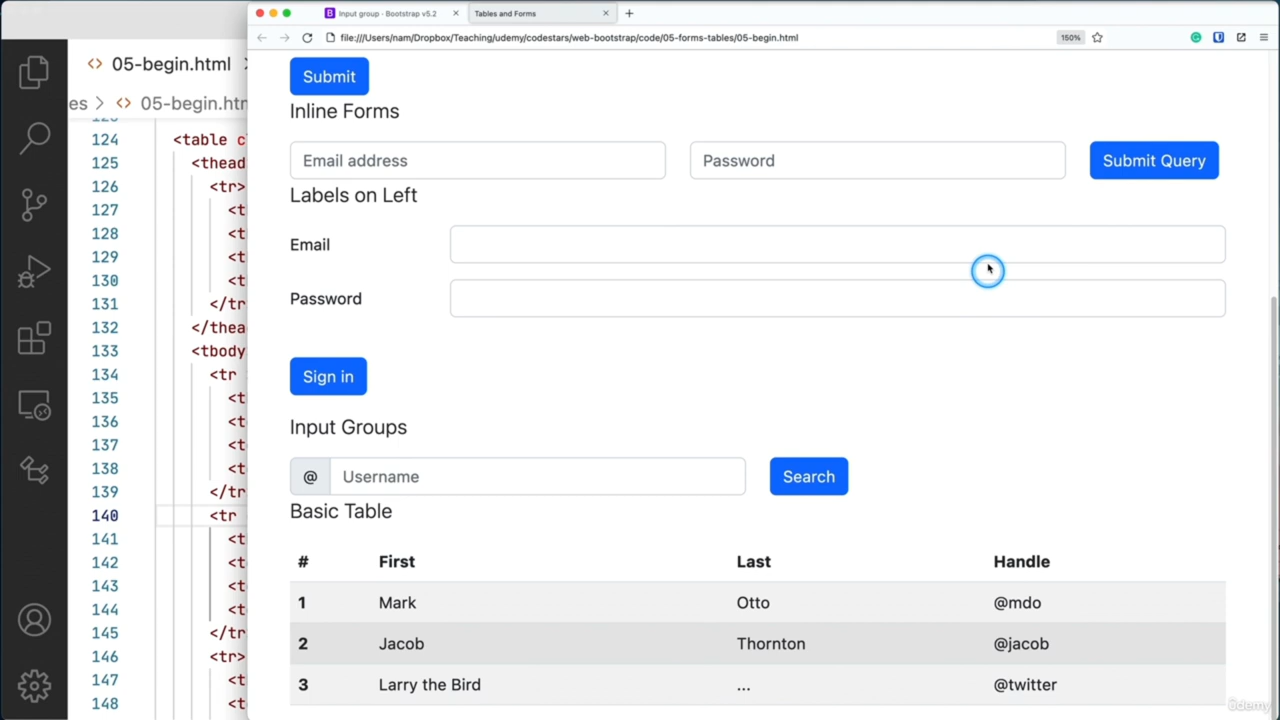 Input group · Bootstrap v5.2
Tables and Forms
file:///Users/nam/Dropbox/Teaching/udemy/codestars/web-bootstrap/code/05-forms-tables/05-begin.html
150%
05-begin.html
es > 05-begin.htm
124 <table c
125 <thead
126 <tr>
127 <t
128 <t
129 <t
130 <t
131 </tr
132 </thea
133 <tbody
134 <tr
135 <t
136 <t
137 <t
138 <t
139 </tr
140 <tr
141 <t
142 <t
143 <t
144 <t
145 </tr
146 <tr>
147 <t
148 <t
Submit
Inline Forms
Email address
Password
Submit Query
Labels on Left
Email
Password
Sign in
Input Groups
@ Username
Search
Basic Table
# First Last Handle
1 Mark Otto @mdo
2 Jacob Thornton @jacob
3 Larry the Bird ... @twitter
ûdemy